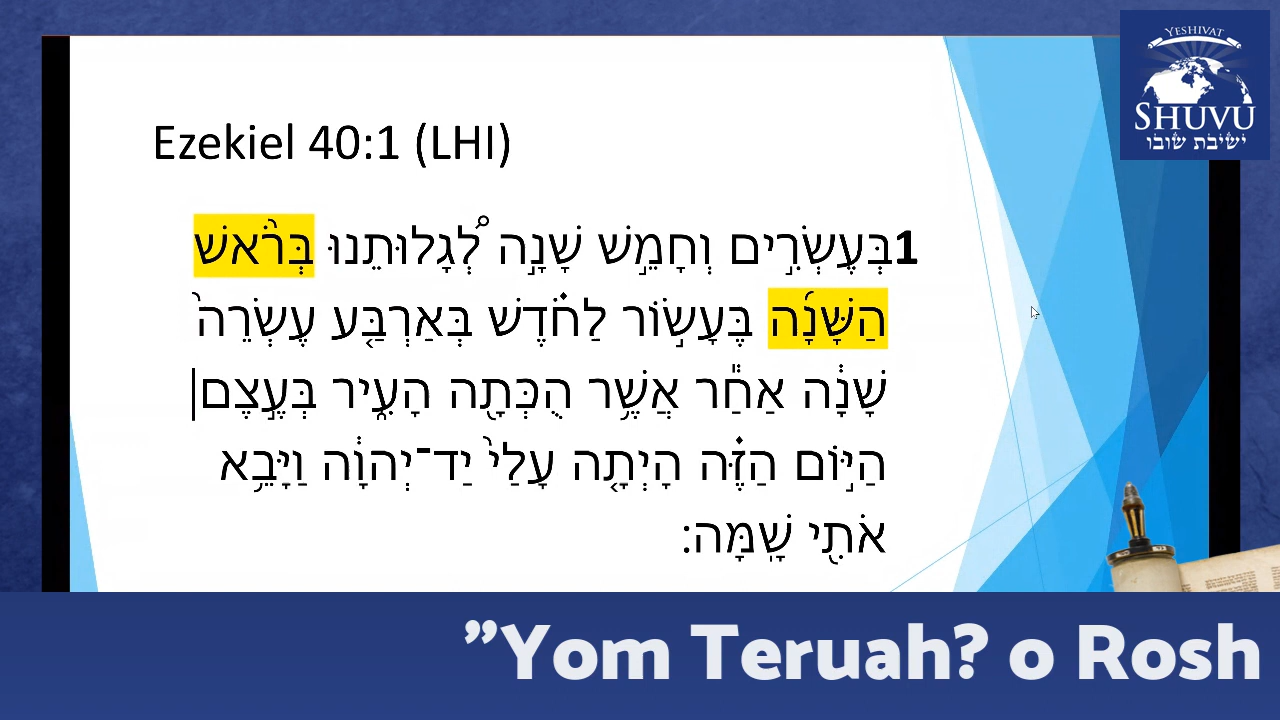 YESHIVAT
SHUVU
ישיבת שובו
Ezekiel 40:1 (LHI)
1בְּעֶשְׂרִ֣ים וְחָמֵ֣שׁ שָׁנָ֣ה לְ֠גָלוּתֵנוּ בְּרֹ֨אשׁ
הַשָּׁנָ֜ה בֶּעָשׂ֣וֹר לַחֹ֗דֶשׁ בְּאַרְבַּ֤ע עֶשְׂרֵה֙
שָׁנָ֔ה אַחַ֕ר אֲשֶׁ֥ר הֻכְּתָ֖ה הָעִ֑יר בְּעֶ֣צֶם׀
הַיּ֣וֹם הַזֶּ֗ה הָיְתָ֤ה עָלַי֙ יַד־יְהוָ֔ה וַיָּבֵ֥א
אֹתִ֖י שָֽׁמָּה׃
”Yom Teruah? o Rosh